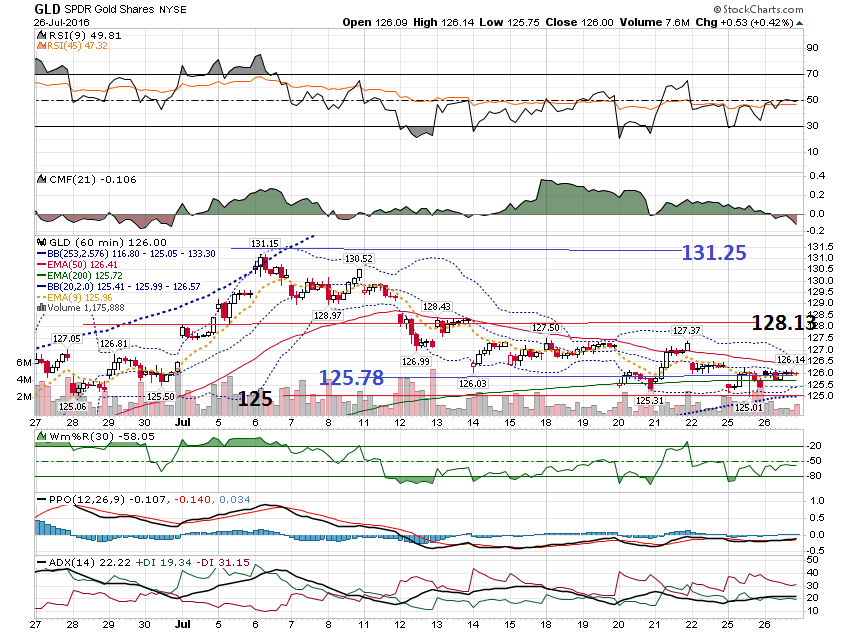 GLD SPDR Gold Shares NYSE © StockCharts.com
26-Jul-2016 Open 126.09 High 126.14 Low 125.75 Close 126.00 Volume 7.6M Chg +0.53 (+0.42%)
RSI(9) 49.81
RSI(45) 47.32
90
70
50
30
10
CMF(21) -0.106
0.4
0.2
0.0
-0.2
GLD (60 min) 126.00
BB(253,2.576) 116.80 - 125.05 - 133.30
EMA(50) 126.41
EMA(200) 125.72
BB(20,2.0) 125.41 - 125.99 - 126.57
EMA(9) 125.96
Volume 1,175,888
131.15
130.52
131.25
128.97
128.43
128.13
127.05
126.81
127.50
127.37
126.99
126.14
126.03
125.78
125
125.06
125.50
125.31
125.01
131.5
131.0
130.5
130.0
129.5
129.0
128.5
128.0
127.5
127.0
126.5
126.0
125.5
125.0
6M
4M
2M
27 28 29 30 Jul 5 6 7 8 11 12 13 14 15 18 19 20 21 22 25 26
Wm%R(30) -58.05
-20
-50
-80
PPO(12,26,9) -0.107, -0.140, 0.034
1.0
0.5
0.0
-0.5
ADX(14) 22.22 +DI 19.34 -DI 31.15
50
40
30
20
10
27 28 29 30 Jul 5 6 7 8 11 12 13 14 15 18 19 20 21 22 25 26